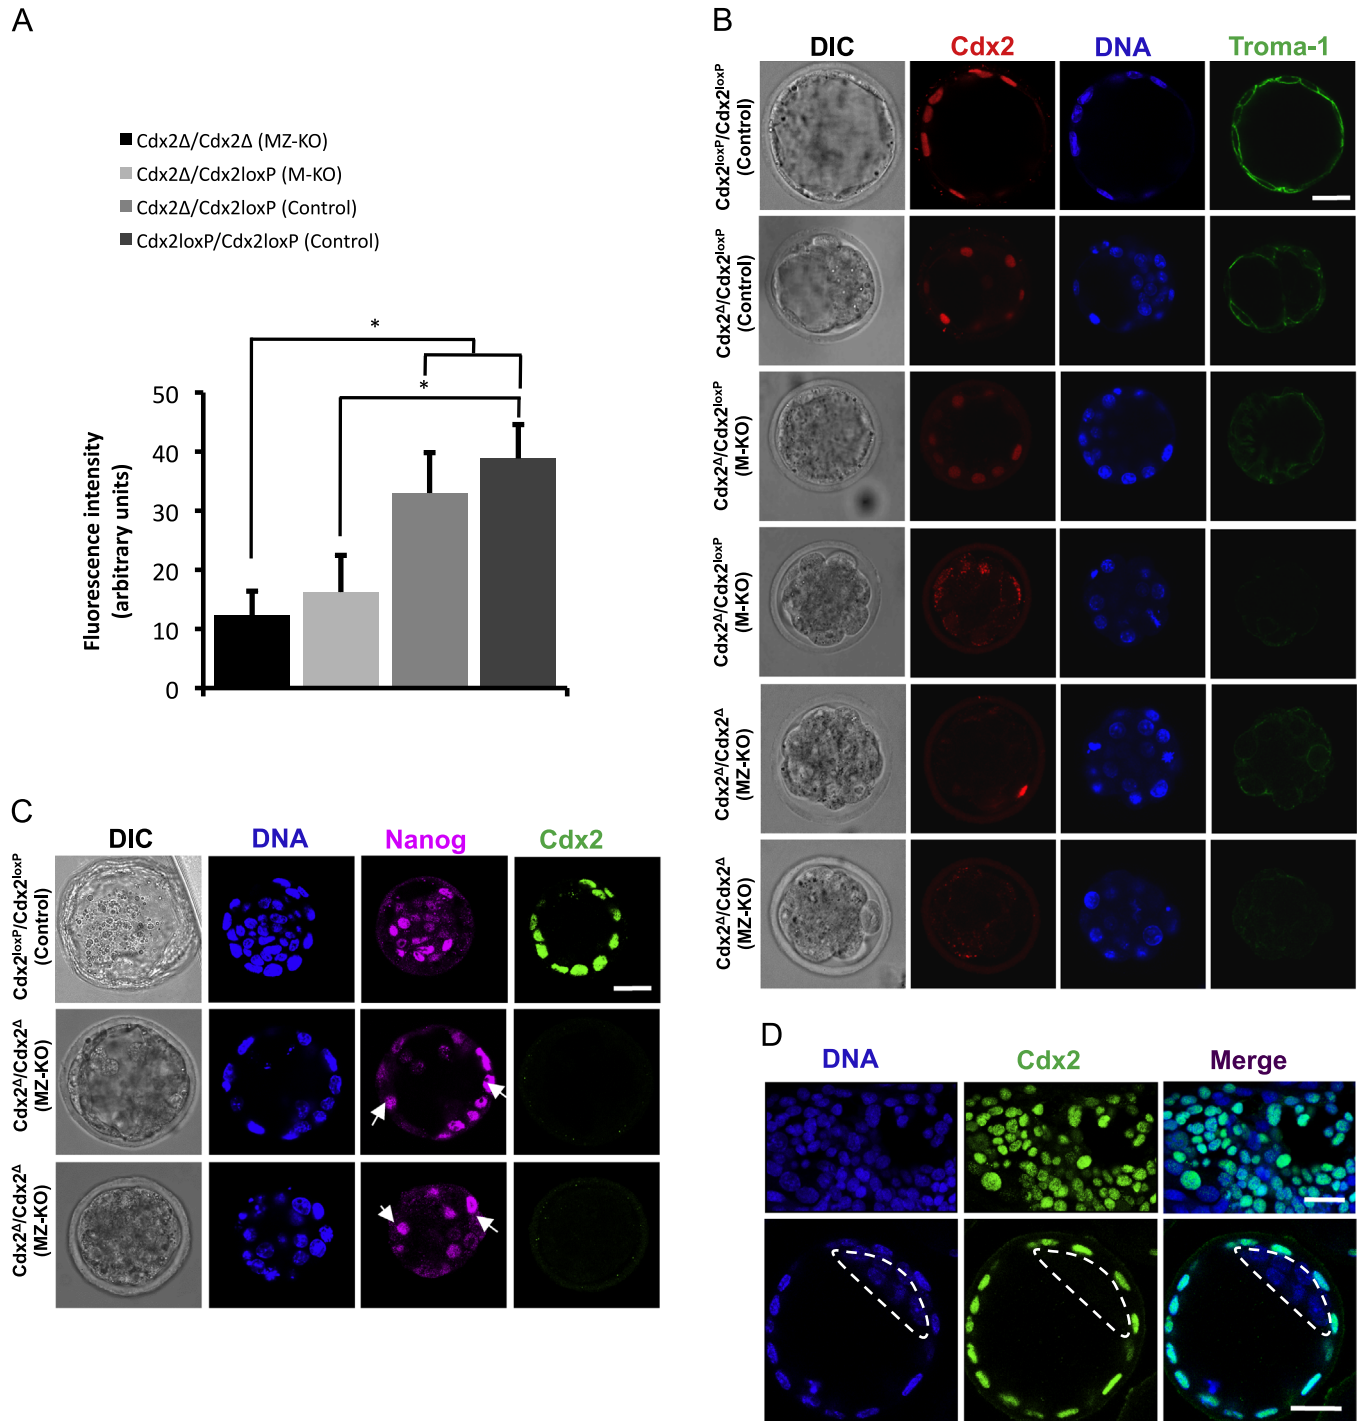 A
Cdx2Δ/Cdx2Δ (MZ-KO)
Cdx2Δ/Cdx2loxP (M-KO)
Cdx2Δ/Cdx2loxP (Control)
Cdx2loxP/Cdx2loxP (Control)
*
*
50
40
30
20
10
0
Fluorescence intensity
(arbitrary units)
B
DIC Cdx2 DNA Troma-1
Cdx2loxP/Cdx2loxP
(Control)
Cdx2Δ/Cdx2loxP
(Control)
Cdx2Δ/Cdx2loxP
(M-KO)
Cdx2Δ/Cdx2loxP
(M-KO)
Cdx2Δ/Cdx2Δ
(MZ-KO)
Cdx2Δ/Cdx2Δ
(MZ-KO)
C
DIC DNA Nanog Cdx2
Cdx2loxP/Cdx2loxP
(Control)
Cdx2Δ/Cdx2Δ
(MZ-KO)
Cdx2Δ/Cdx2Δ
(MZ-KO)
D
DNA Cdx2 Merge